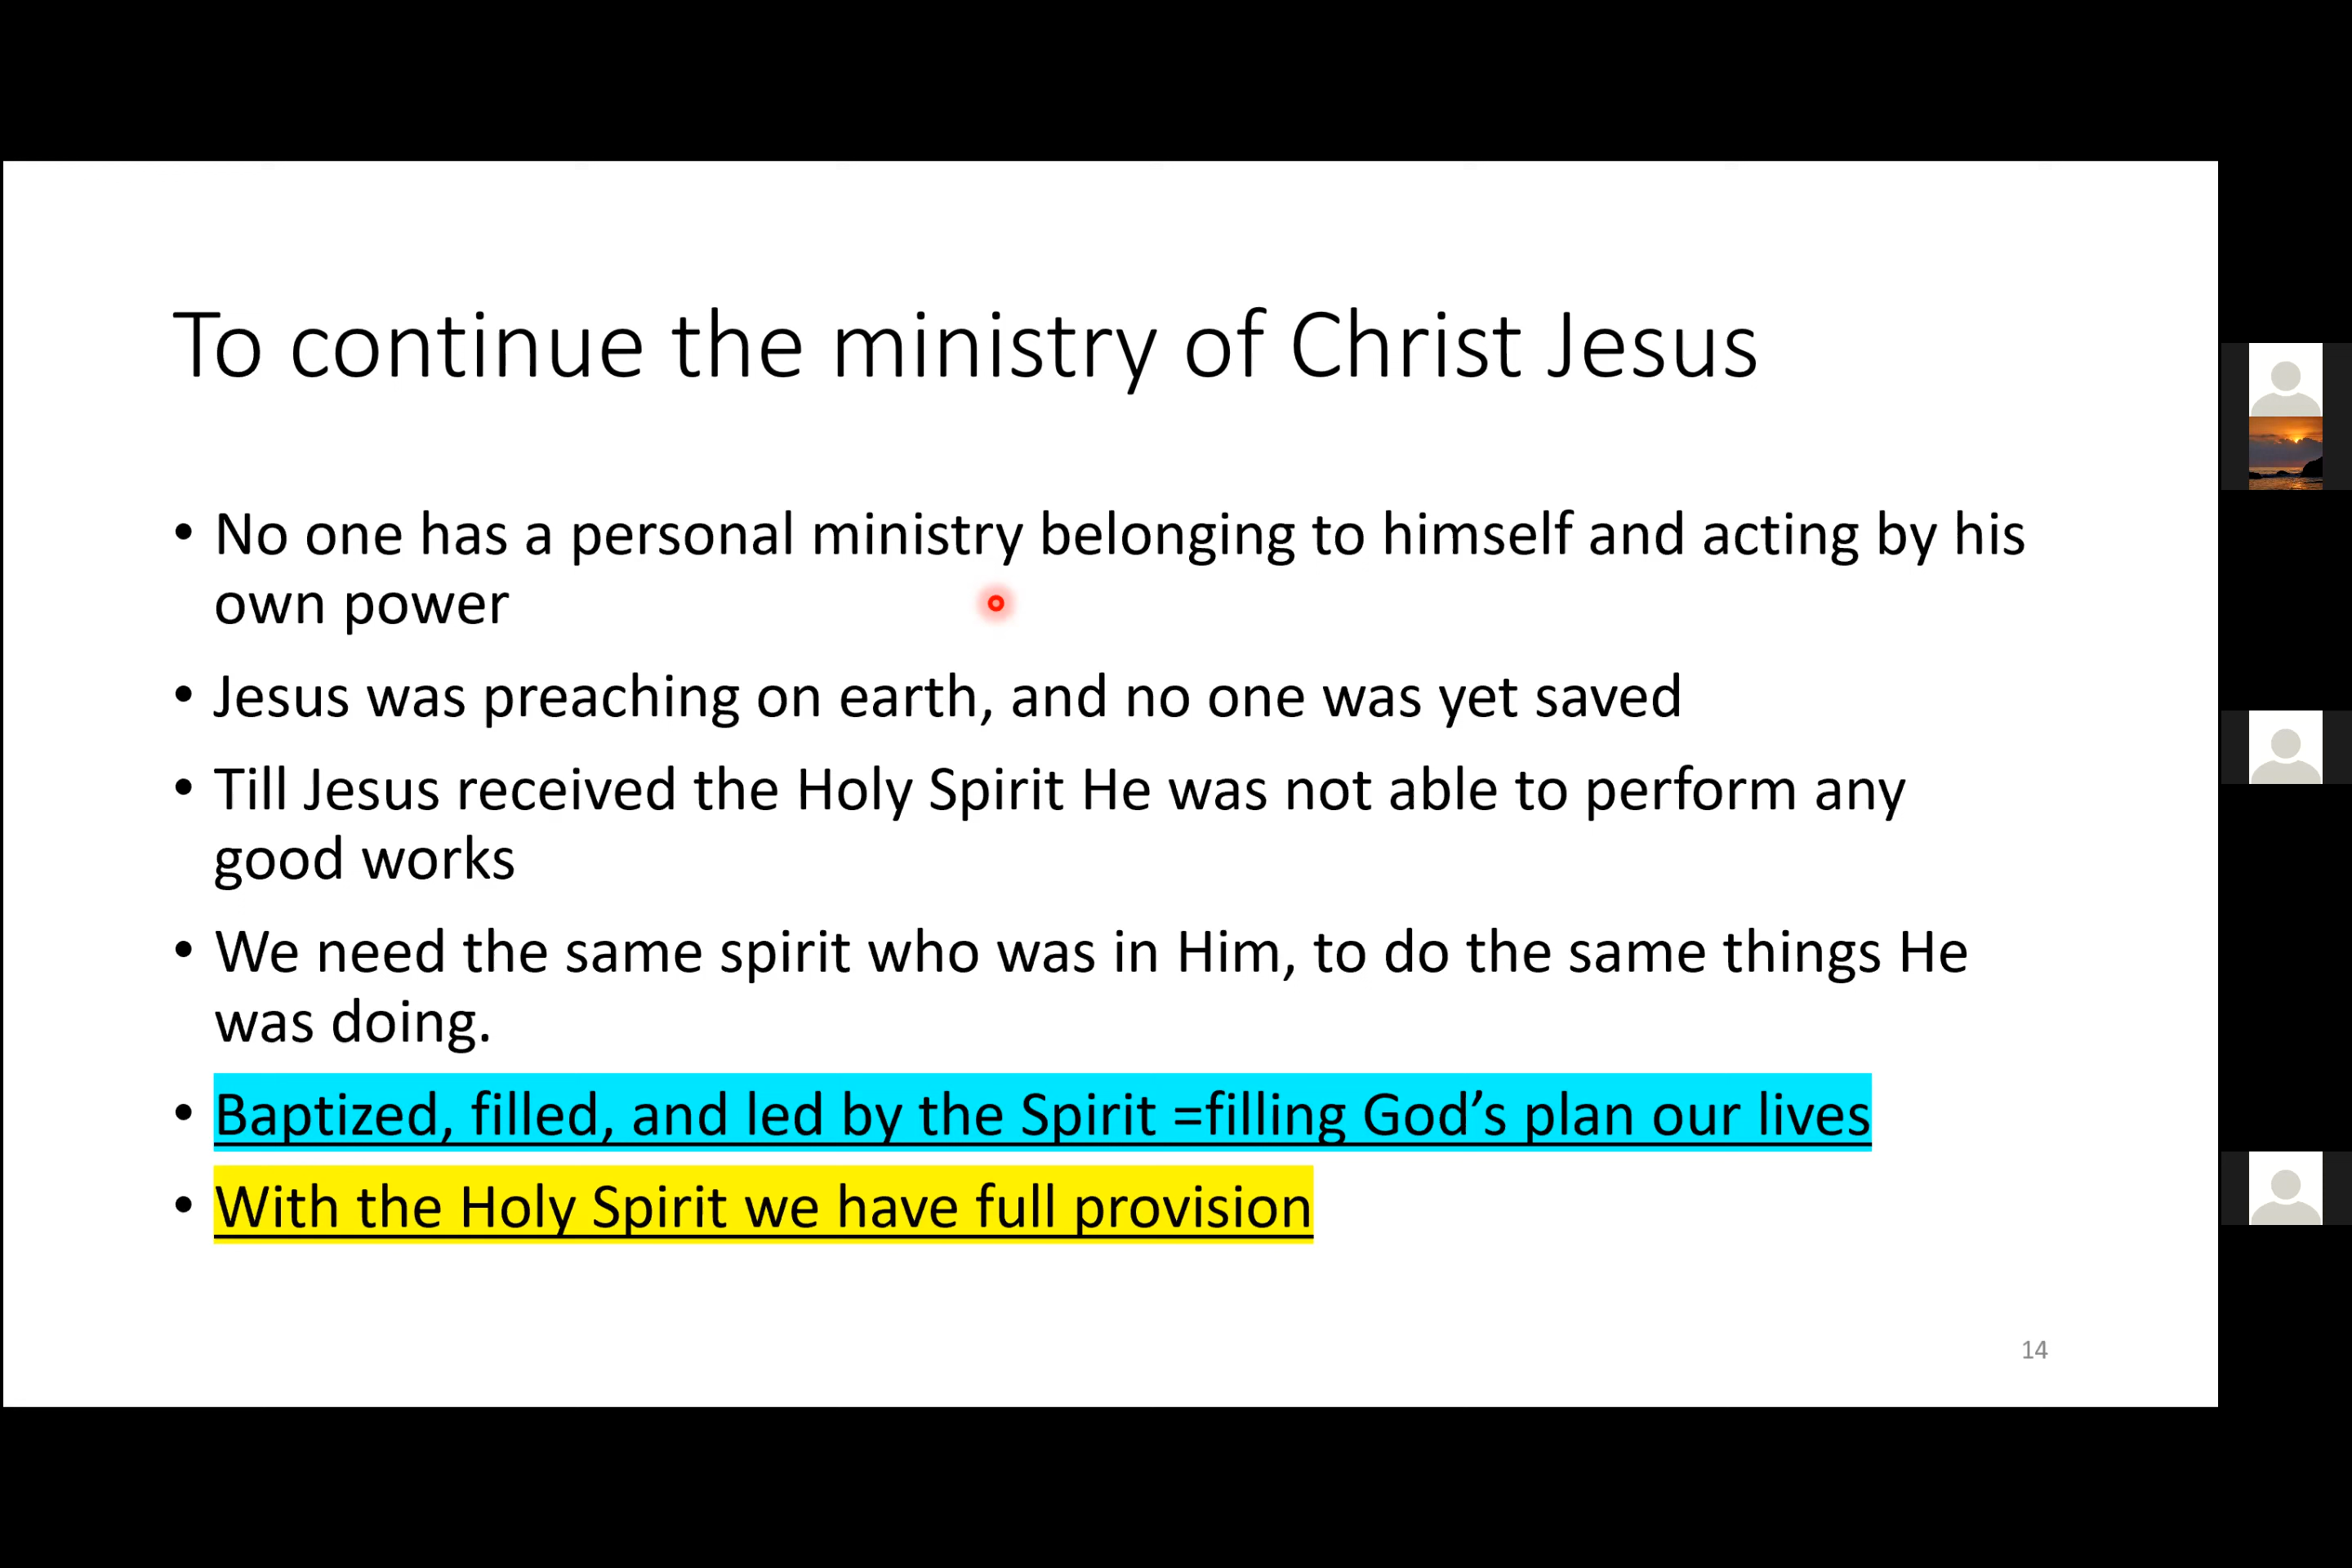 To continue the ministry of Christ Jesus
• No one has a personal ministry belonging to himself and acting by his
own power
• Jesus was preaching on earth, and no one was yet saved
• Till Jesus received the Holy Spirit He was not able to perform any
good works
• We need the same spirit who was in Him, to do the same things He
was doing.
• Baptized, filled, and led by the Spirit =filling God’s plan our lives
• With the Holy Spirit we have full provision
14